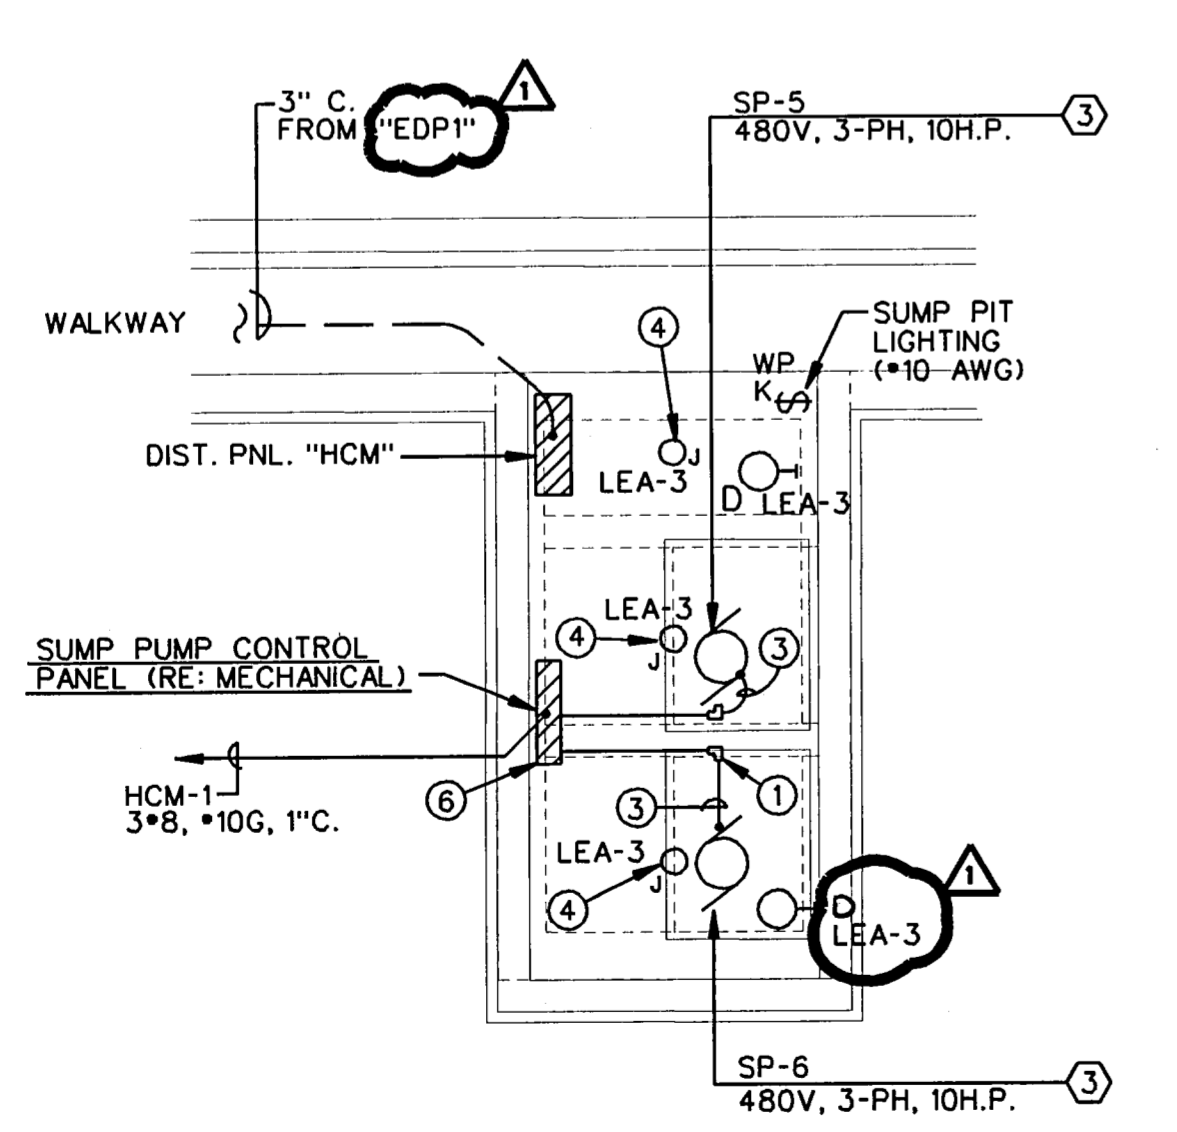 1
3" C.
FROM "EDP1"
SP-5
480V, 3-PH, 10H.P.
3
WALKWAY
4
SUMP PIT
LIGHTING
(•10 AWG)
WP
K
DIST. PNL. "HCM"
J
LEA-3
D LEA-3
LEA-3
4
J
3
SUMP PUMP CONTROL
PANEL (RE: MECHANICAL)
HCM-1
3•8, •10G, 1"C.
6
3
1
LEA-3
J
4
1
D
LEA-3
SP-6
480V, 3-PH, 10H.P.
3